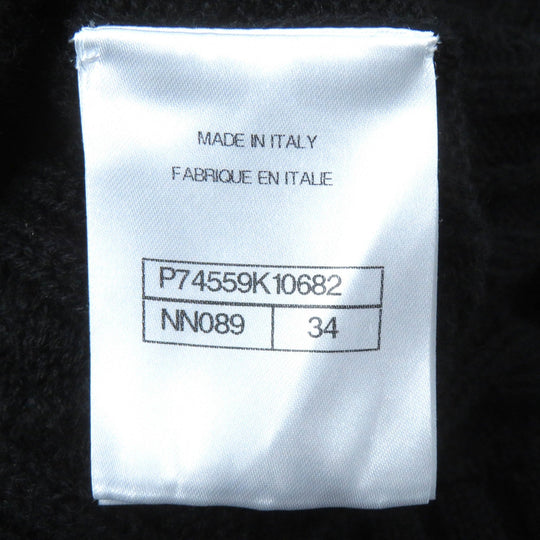 MADE IN ITALY
FABRIQUE EN ITALIE
P74559K10682
NN089 34